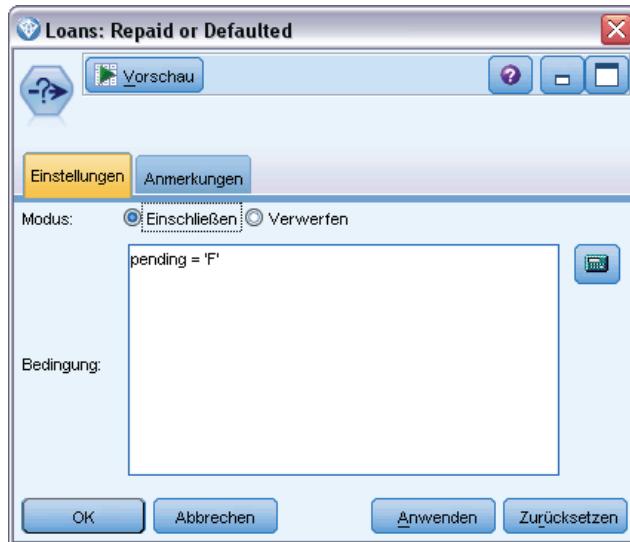 Loans: Repaid or Defaulted
Vorschau
Einstellungen Anmerkungen
Modus: Einschließen Verwerfen
pending = 'F'
Bedingung:
OK Abbrechen Anwenden Zurücksetzen